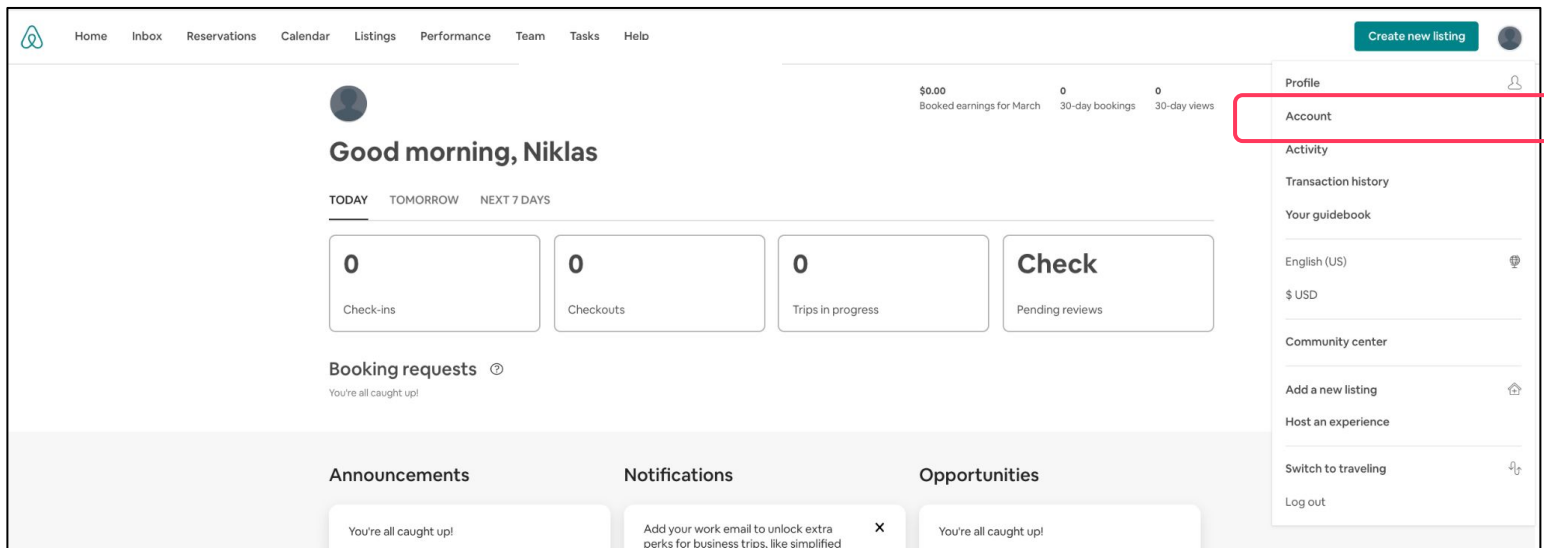 Home Inbox Reservations Calendar Listings Performance Team Tasks Help
Create new listing
$0.00 0 0
Booked earnings for March 30-day bookings 30-day views
Good morning, Niklas
TODAY TOMORROW NEXT 7 DAYS
0 0 0 Check
Check-ins Checkouts Trips in progress Pending reviews
Booking requests
You're all caught up!
Announcements Notifications Opportunities
You're all caught up!
Add your work email to unlock extra
perks for business trips, like simplified
You're all caught up!
Profile
Account
Activity
Transaction history
Your guidebook
English (US)
$ USD
Community center
Add a new listing
Host an experience
Switch to traveling
Log out